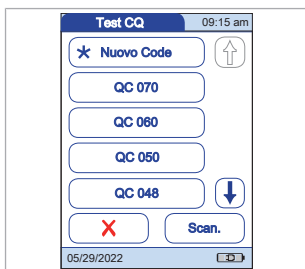 Test CQ 09:15 am
* Nuovo Code
QC 070
QC 060
QC 050
QC 048
X Scan.
05/29/2022